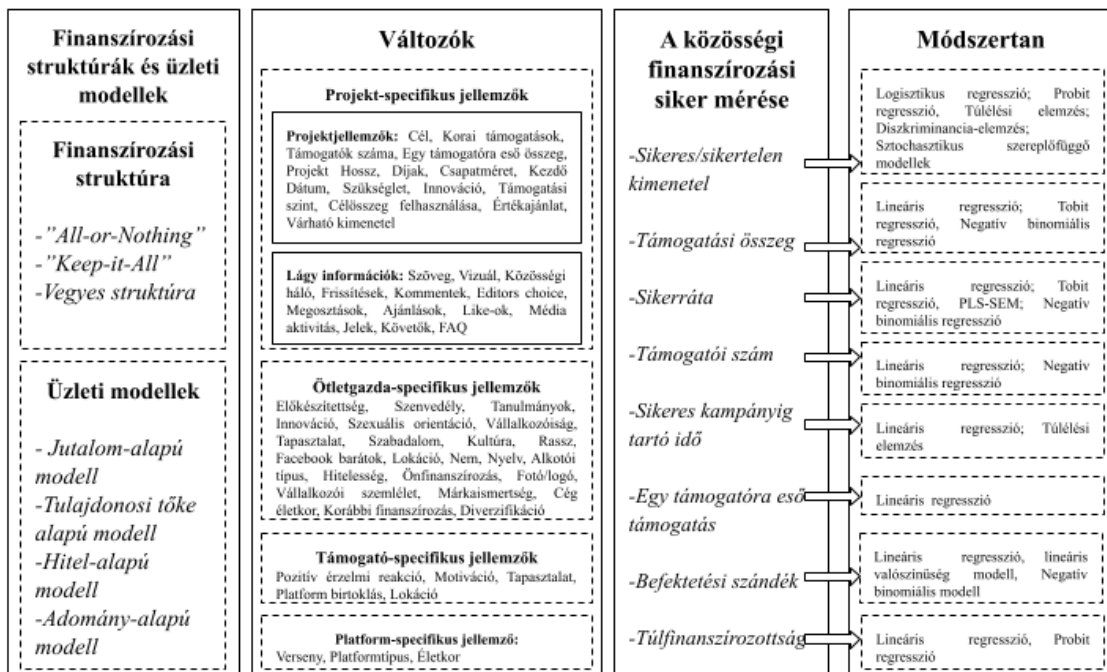 Finanszírozási
struktúrák és üzleti
modellek
Finanszírozási
struktúra
-”All-or-Nothing”
-”Keep-it-All”
-Vegyes struktúra
Üzleti modellek
- Jutalom-alapú
modell
-Tulajdonosi tőke
alapú modell
-Hitel-alapú
modell
-Adomány-alapú
modell
Változók
Projekt-specifikus jellemzők
Projektjellemzők: Cél, Korai támogatások,
Támogatók száma, Egy támogatóra eső összeg,
Projekt Hossz, Díjak, Csapatméret, Kezdő
Dátum, Szükséglet, Innováció, Támogatási
szint, Célösszeg felhasználása, Értékajánlat,
Várható kimenetel
Lágy információk: Szöveg, Vizuál, Közösségi
háló, Frissítések, Kommentek, Editors choice,
Megosztások, Ajánlások, Like-ok, Média
aktivitás, Jelek, Követők, FAQ
Ötletgazda-specifikus jellemzők
Előkészítettség, Szenvedély, Tanulmányok,
Innováció, Szexuális orientáció, Vállalkozóiság,
Tapasztalat, Szabadalom, Kultúra, Rassz,
Facebook barátok, Lokáció, Nem, Nyelv, Alkotói
típus, Hitelesség, Önfinanszírozás, Fotó/logó,
Vállalkozói szemlélet, Márkaismertség, Cég
életkor, Korábbi finanszírozás, Diverzifikáció
Támogató-specifikus jellemzők
Pozitív érzelmi reakció, Motiváció, Tapasztalat,
Platform birtoklás, Lokáció
Platform-specifikus jellemző:
Verseny, Platformtípus, Életkor
A közösségi
finanszírozási
siker mérése
-Sikeres/sikertelen
kimenetel
-Támogatási összeg
-Sikerráta
-Támogatói szám
-Sikeres kampányig
tartó idő
-Egy támogatóra eső
támogatás
-Befektetési szándék
-Túlfinanszírozottság
Módszertan
Logisztikus regresszió; Probit
regresszió, Túlélési elemzés;
Diszkriminancia-elemzés;
Sztochasztikus szereplőfüggő
modellek
Lineáris regresszió; Tobit
regresszió, Negatív binomiális
regresszió
Lineáris regresszió; Tobit
regresszió, PLS-SEM; Negatív
binomiális regresszió
Lineáris regresszió; Negatív
binomiális regresszió
Lineáris regresszió; Túlélési
elemzés
Lineáris regresszió
Lineáris regresszió, lineáris
valószínűség modell, Negatív
binomiális modell
Lineáris regresszió, Probit
regresszió